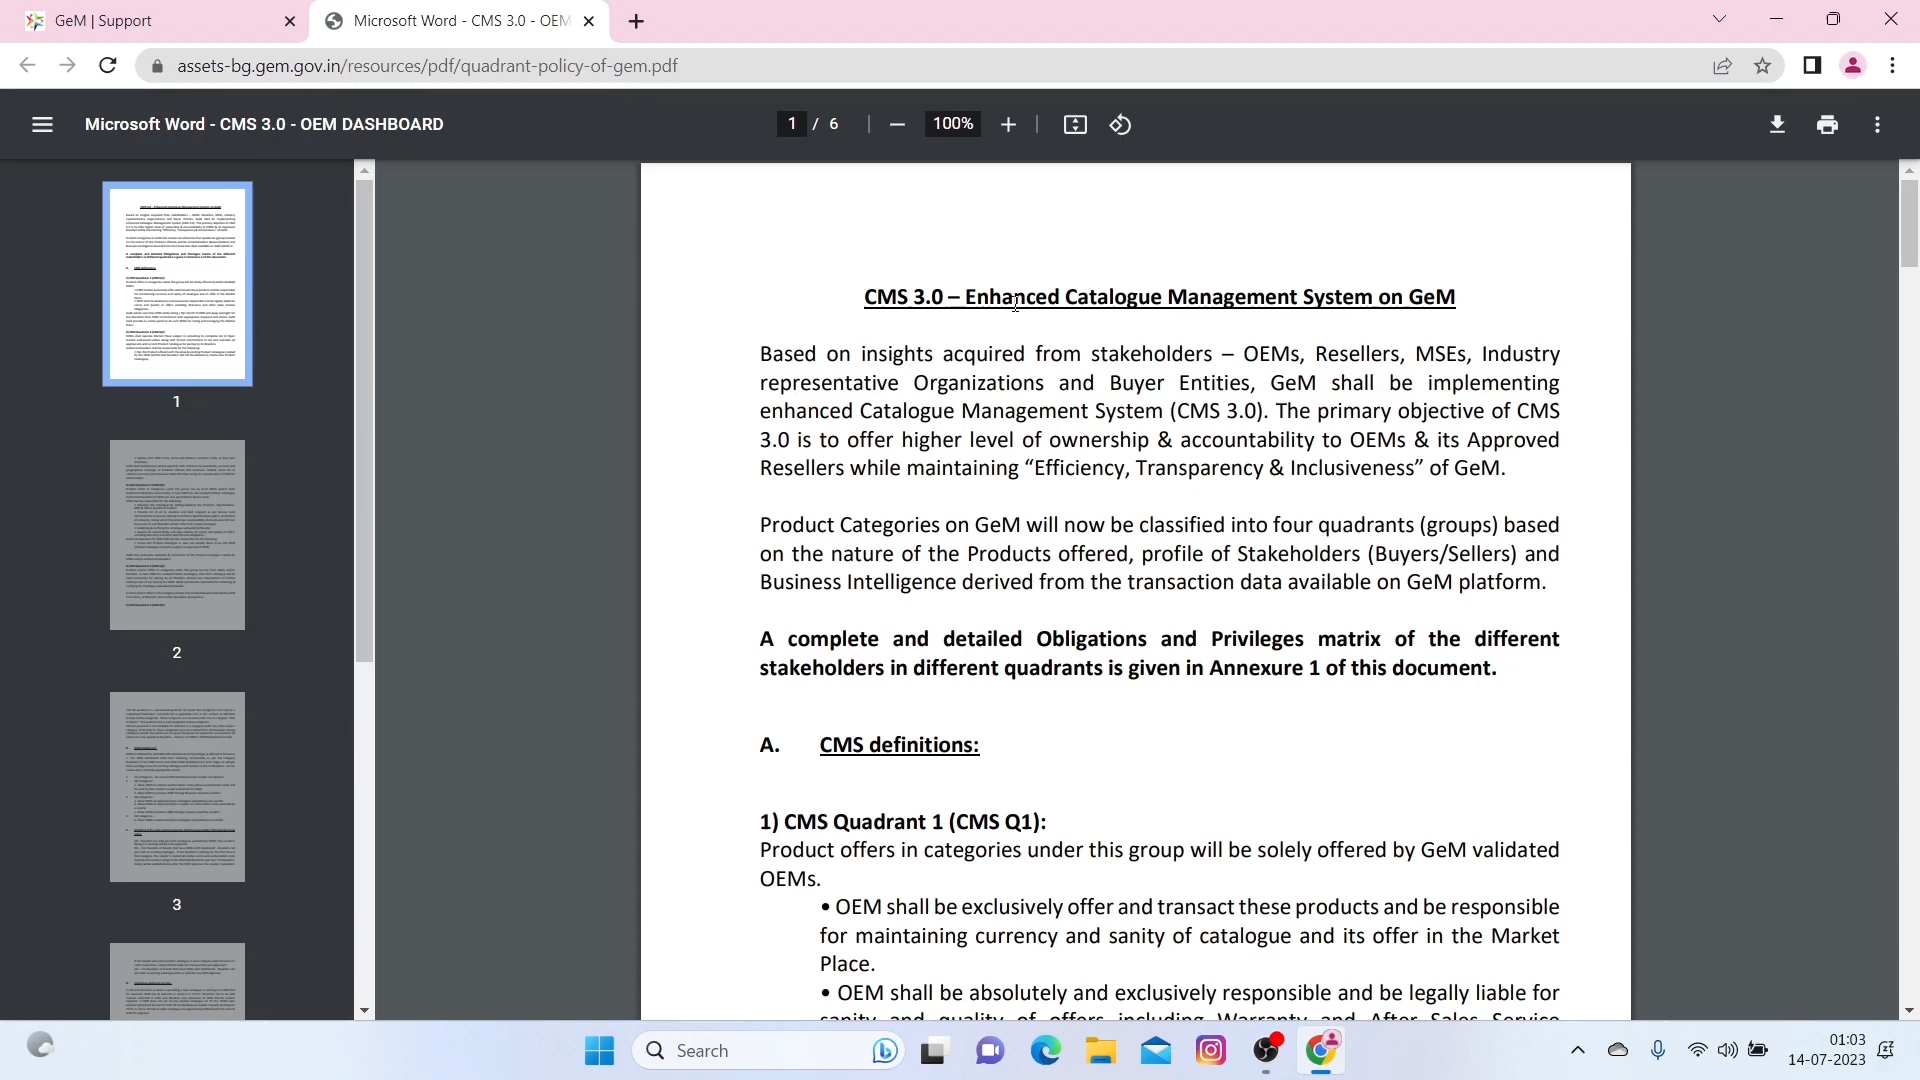 GeM | Support
Microsoft Word - CMS 3.0 - OEM
assets-bg.gem.gov.in/resources/pdf/quadrant-policy-of-gem.pdf
Microsoft Word - CMS 3.0 - OEM DASHBOARD
1 / 6
100%
1
2
3
CMS 3.0 – Enhanced Catalogue Management System on GeM
Based on insights acquired from stakeholders – OEMs, Resellers, MSEs, Industry
representative Organizations and Buyer Entities, GeM shall be implementing
enhanced Catalogue Management System (CMS 3.0). The primary objective of CMS
3.0 is to offer higher level of ownership & accountability to OEMs & its Approved
Resellers while maintaining “Efficiency, Transparency & Inclusiveness” of GeM.
Product Categories on GeM will now be classified into four quadrants (groups) based
on the nature of the Products offered, profile of Stakeholders (Buyers/Sellers) and
Business Intelligence derived from the transaction data available on GeM platform.
A complete and detailed Obligations and Privileges matrix of the different
stakeholders in different quadrants is given in Annexure 1 of this document.
A. CMS definitions:
1) CMS Quadrant 1 (CMS Q1):
Product offers in categories under this group will be solely offered by GeM validated
OEMs.
• OEM shall be exclusively offer and transact these products and be responsible
for maintaining currency and sanity of catalogue and its offer in the Market
Place.
• OEM shall be absolutely and exclusively responsible and be legally liable for
sanity and quality of offers including Warranty and After Sales Service
Search
01:03
14-07-2023